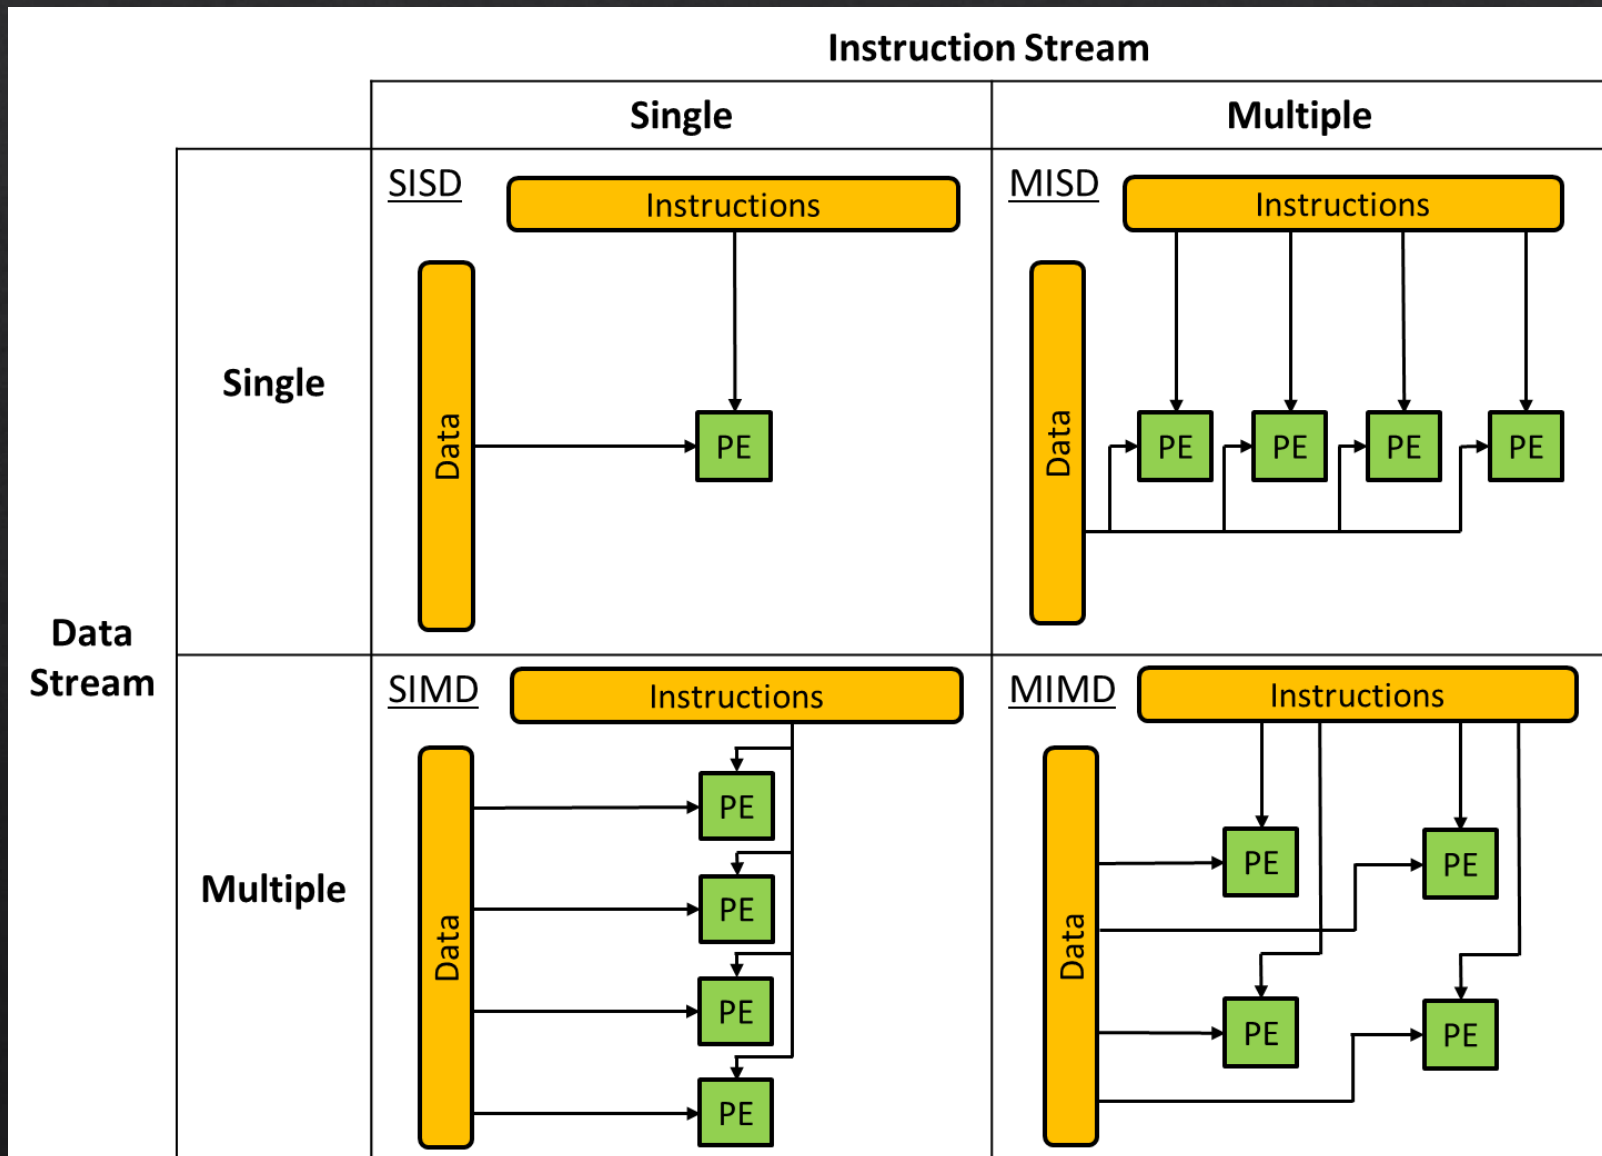 Instruction Stream
Single
Multiple
SISD
Instructions
Data
PE
MISD
Instructions
Data
PE
PE
PE
PE
Single
Data
Stream
Multiple
SIMD
Instructions
Data
PE
PE
PE
PE
MIMD
Instructions
Data
PE
PE
PE
PE